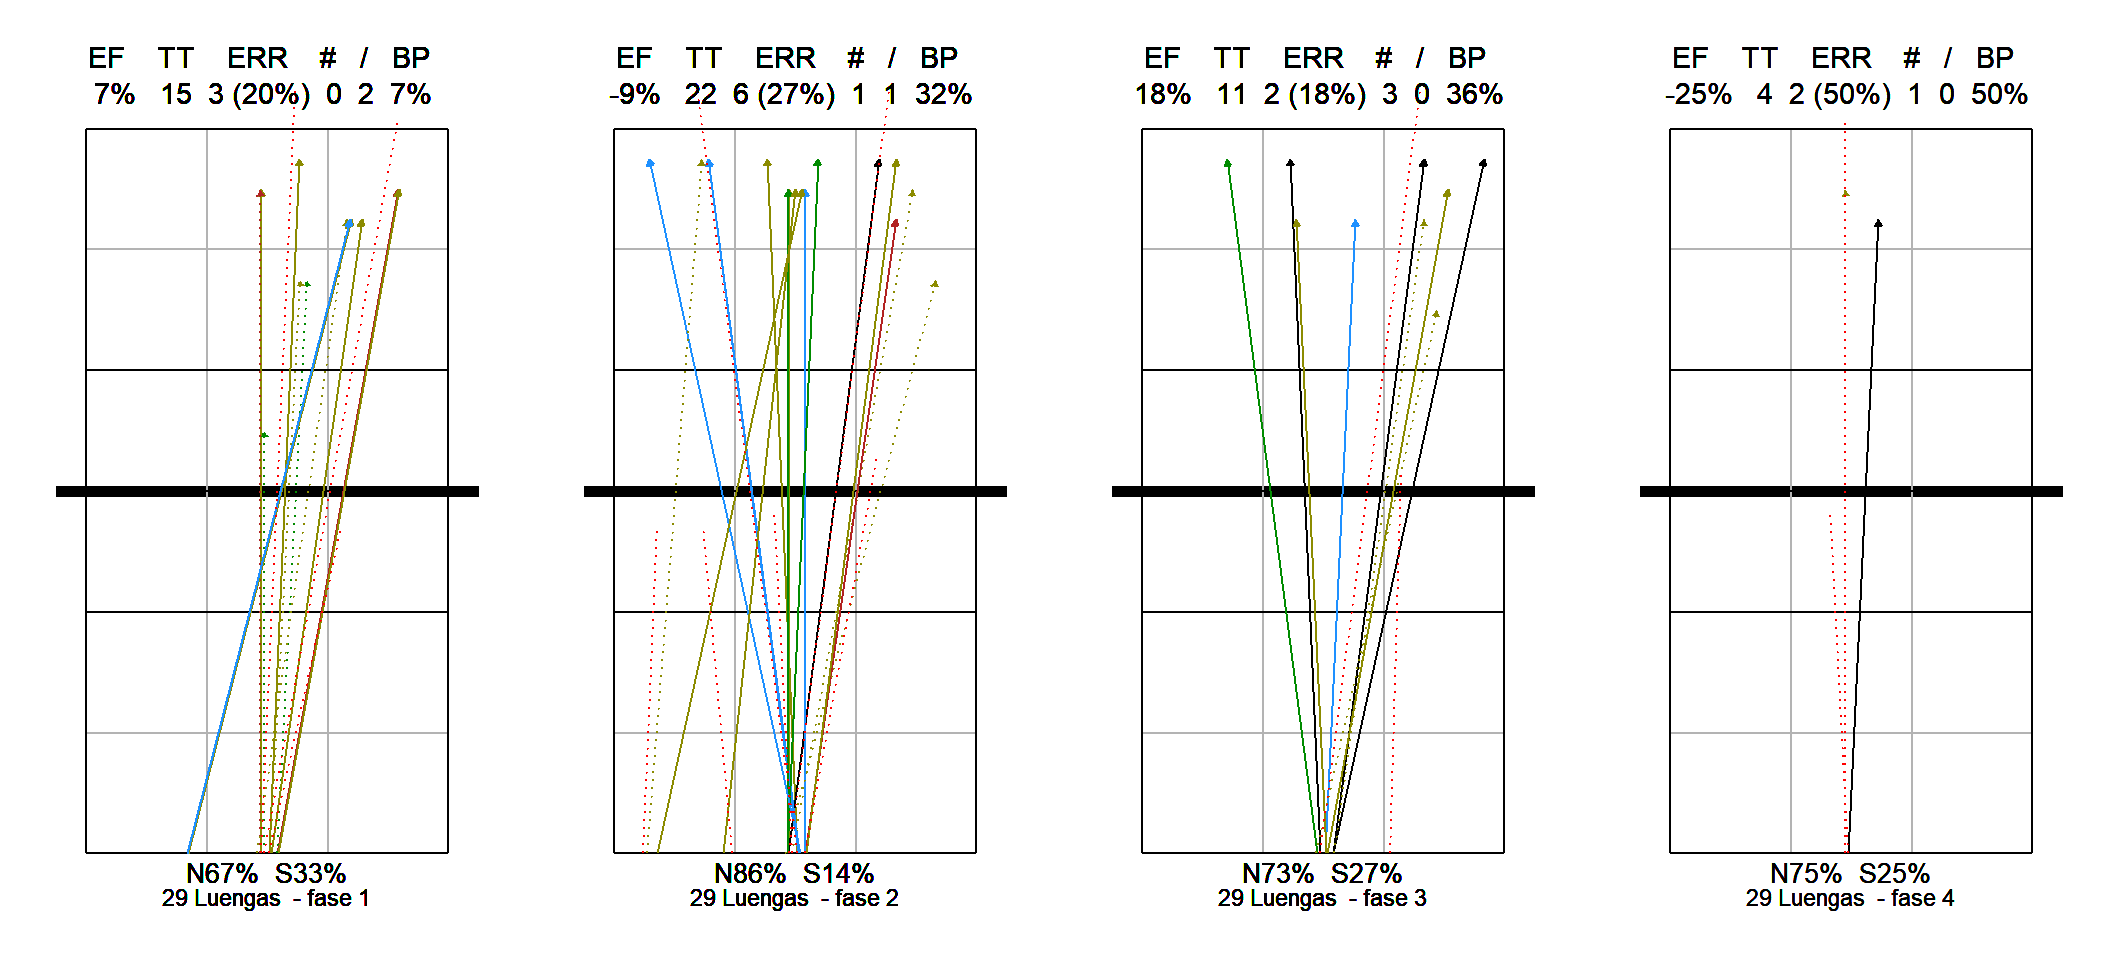 EF TT ERR # / BP
7% 15 3 (20%) 0 2 7%
N67% S33%
29 Luengas - fase 1
EF TT ERR # / BP
-9% 22 6 (27%) 1 1 32%
N86% S14%
29 Luengas - fase 2
EF TT ERR # / BP
18% 11 2 (18%) 3 0 36%
N73% S27%
29 Luengas - fase 3
EF TT ERR # / BP
-25% 4 2 (50%) 1 0 50%
N75% S25%
29 Luengas - fase 4